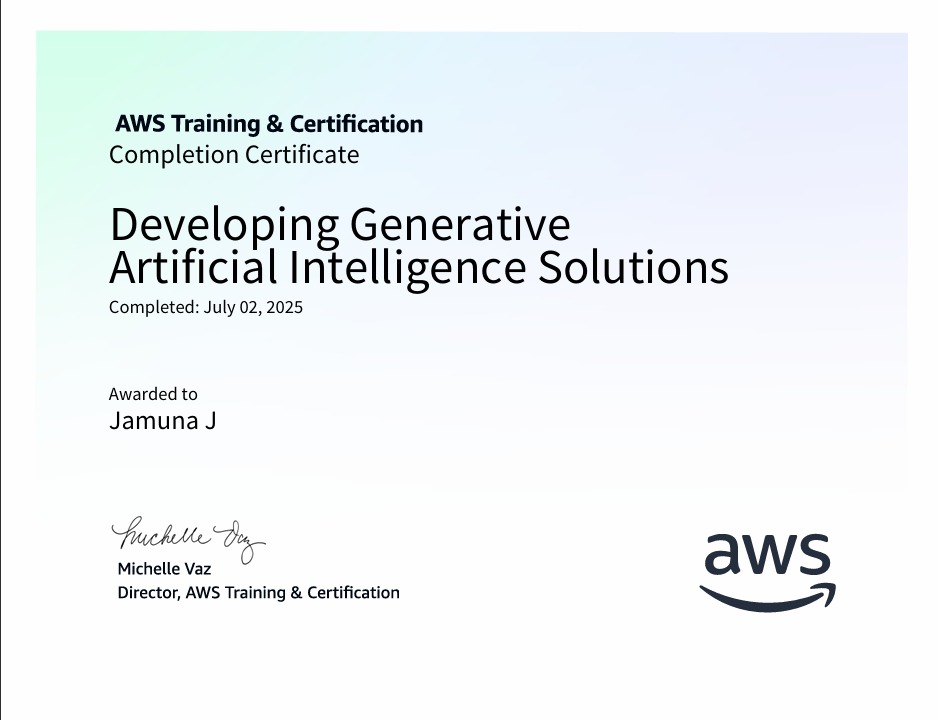 AWS Training & Certification
Completion Certificate
Developing Generative
Artificial Intelligence Solutions
Completed: July 02, 2025
Awarded to
Jamuna J
Michelle Vaz
Michelle Vaz
Director, AWS Training & Certification
aws